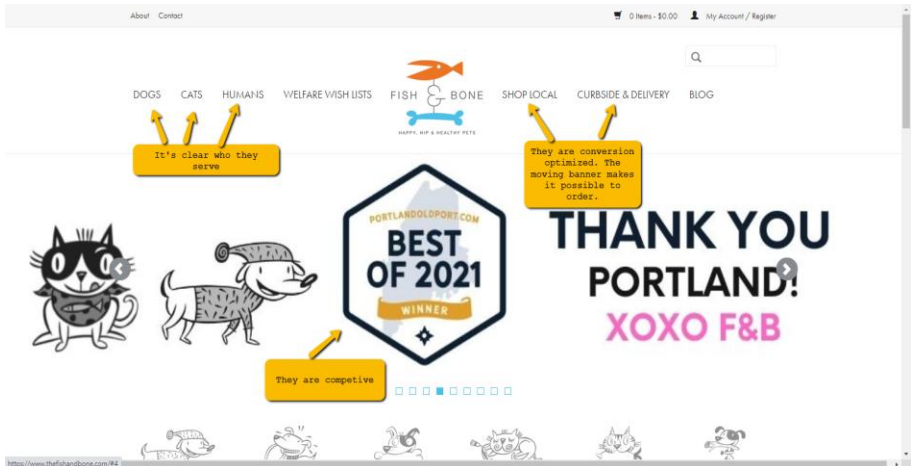 About Contact
0 Items - $0.00 My Account / Register
DOGS CATS HUMANS WELFARE WISH LISTS FISH & BONE SHOP LOCAL CURBSIDE & DELIVERY BLOG
HAPPY, HIP & HEALTHY PETS
It's clear who they
serve
They are conversion
optimized. The
moving banner makes
it possible to
order.
PORTLANDOLDPORT.COM
BEST
OF 2021
WINNER
THANK YOU
PORTLAND!
XOXO F&B
They are competive
https://www.thefishandbone.com/#4